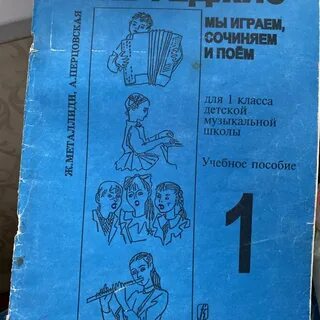 МЫ ИГРАЕМ,
СОЧИНЯЕМ
И ПОЁМ
для 1 класса
детской
музыкальной
школы
Учебное пособие
1
Ж.МЕТАЛЛИДИ, А.ПЕРЦОВСКАЯ